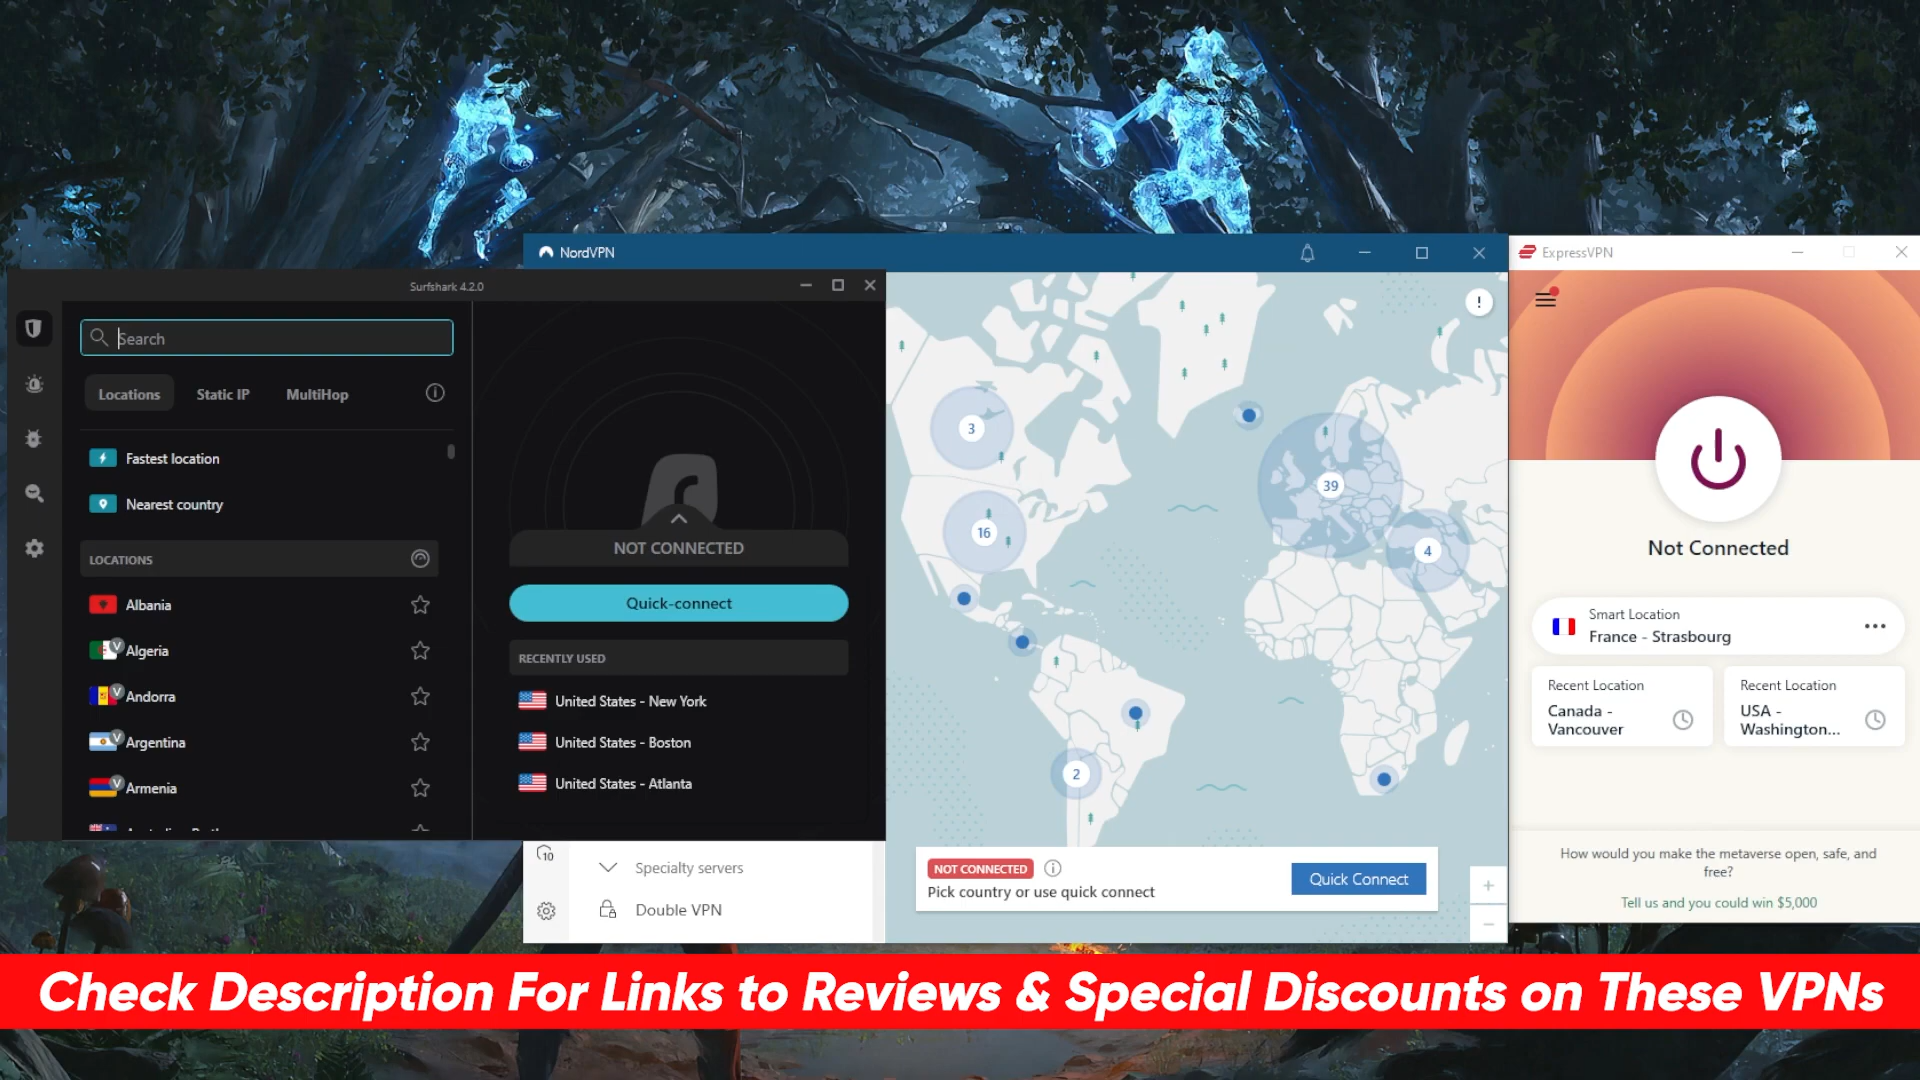 NordVPN
ExpressVPN
Surfshark 4.2.0
Search
Locations
Static IP
MultiHop
Fastest location
Nearest country
LOCATIONS
Albania
Algeria
Andorra
Argentina
Armenia
NOT CONNECTED
Quick-connect
RECENTLY USED
United States - New York
United States - Boston
United States - Atlanta
10
Specialty servers
Double VPN
!
3
39
16
4
2
NOT CONNECTED
Pick country or use quick connect
Quick Connect
+
−
Not Connected
Smart Location
France - Strasbourg
Recent Location
Canada -
Vancouver
Recent Location
USA -
Washington...
How would you make the metaverse open, safe, and
free?
Tell us and you could win $5,000
Check Description For Links to Reviews & Special Discounts on These VPNs